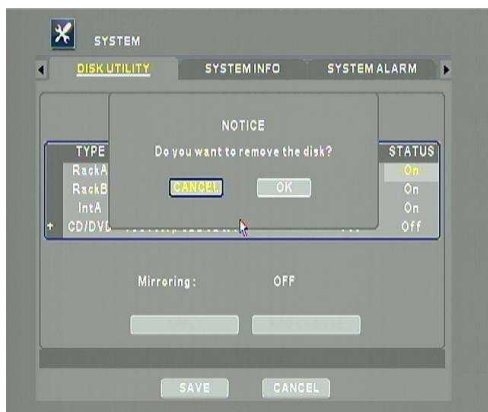 SYSTEM
DISK UTILITY SYSTEM INFO SYSTEM ALARM
NOTICE
Do you want to remove the disk?
CANCEL OK
TYPE STATUS
RackA On
RackB On
IntA On
+ CD/DVD Off
Mirroring: OFF
SAVE CANCEL